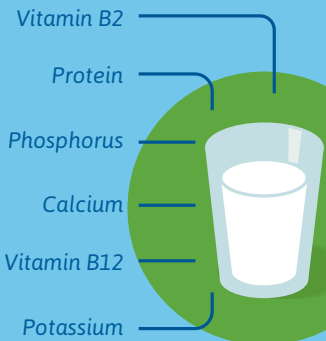 Vitamin B2
Protein
Phosphorus
Calcium
Vitamin B12
Potassium